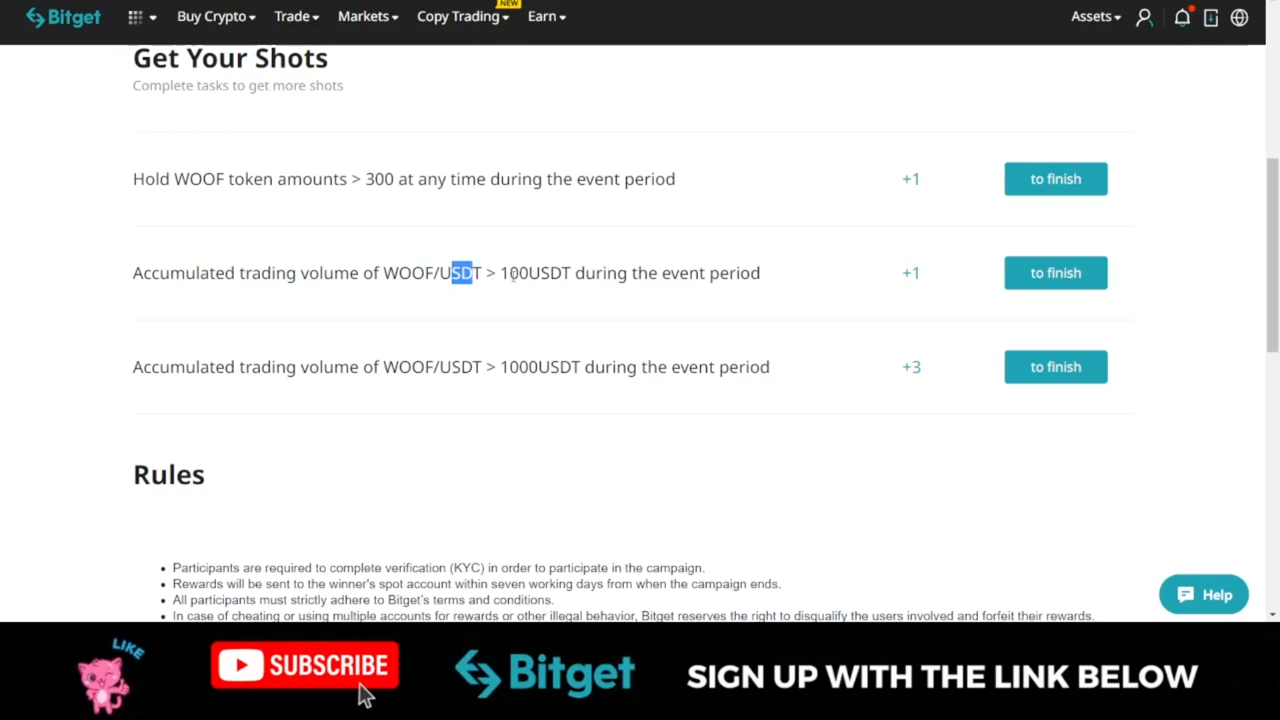 Bitget
Buy Crypto Trade Markets Copy Trading NEW Earn Assets
Get Your Shots
Complete tasks to get more shots
Hold WOOF token amounts > 300 at any time during the event period +1 to finish
Accumulated trading volume of WOOF/USDT > 100USDT during the event period +1 to finish
Accumulated trading volume of WOOF/USDT > 1000USDT during the event period +3 to finish
Rules
• Participants are required to complete verification (KYC) in order to participate in the campaign.
• Rewards will be sent to the winner's spot account within seven working days from when the campaign ends.
• All participants must strictly adhere to Bitget's terms and conditions.
• In case of cheating or using multiple accounts for rewards or other illegal behavior, Bitget reserves the right to disqualify the users involved and forfeit their rewards.
Help
LIKE
SUBSCRIBE
Bitget
SIGN UP WITH THE LINK BELOW